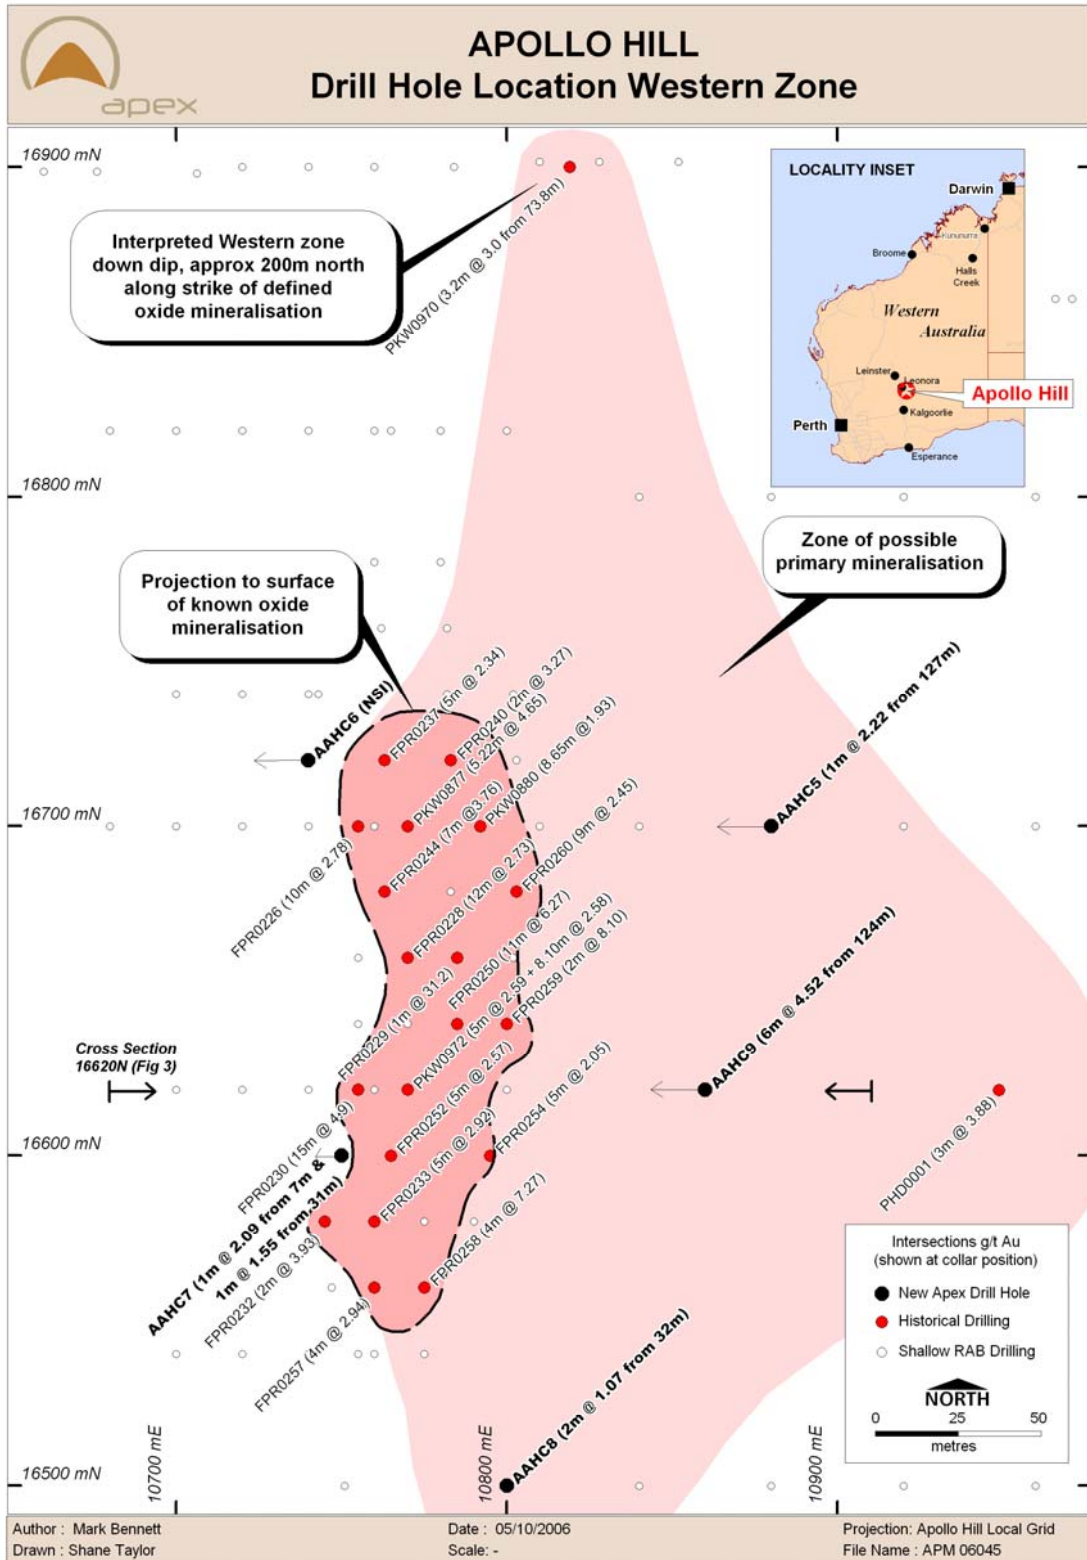 apex
APOLLO HILL
Drill Hole Location Western Zone
16900 mN
PKW0970 (3.2m @ 3.0 from 73.8m)
Interpreted Western zone
down dip, approx 200m north
along strike of defined
oxide mineralisation
LOCALITY INSET
Darwin
Kununurra
Broome
Halls
Creek
Western
Australia
Leinster
Leonora
Apollo Hill
Kalgoorlie
Perth
Esperance
16800 mN
Zone of possible
primary mineralisation
Projection to surface
of known oxide
mineralisation
AAHC6 (NSI)
FPR0237 (5m @ 2.34)
FPR0240 (2m @ 3.27)
PKW0877 (5.22m @ 4.65)
PKW0880 (8.65m @1.93)
AAHC5 (1m @ 2.22 from 127m)
16700 mN
FPR0226 (10m @ 2.78)
FPR0244 (7m @3.76)
FPR0260 (9m @ 2.45)
FPR0228 (12m @ 2.73)
FPR0250 (11m @ 6.27)
FPR0229 (1m @ 31.2)
PKW0972 (5m @ 2.59 + 8.10m @ 2.58)
FPR0259 (2m @ 8.10)
AAHC9 (6m @ 4.52 from 124m)
Cross Section
16620N (Fig 3)
FPR0230 (15m @ 4.9)
FPR0252 (5m @ 2.57)
FPR0254 (5m @ 2.05)
PHD0001 (3m @ 3.88)
16600 mN
AAHC7 (1m @ 2.09 from 7m &
1m @ 1.55 from 31m)
FPR0233 (5m @ 2.92)
FPR0232 (2m @ 3.93)
FPR0258 (4m @ 7.27)
FPR0257 (4m @ 2.94)
AAHC8 (2m @ 1.07 from 32m)
16500 mN
10700 mE
10800 mE
10900 mE
Intersections g/t Au
(shown at collar position)
New Apex Drill Hole
Historical Drilling
Shallow RAB Drilling
NORTH
0 25 50
metres
Author : Mark Bennett
Date : 05/10/2006
Projection: Apollo Hill Local Grid
Drawn : Shane Taylor
Scale: -
File Name : APM 06045